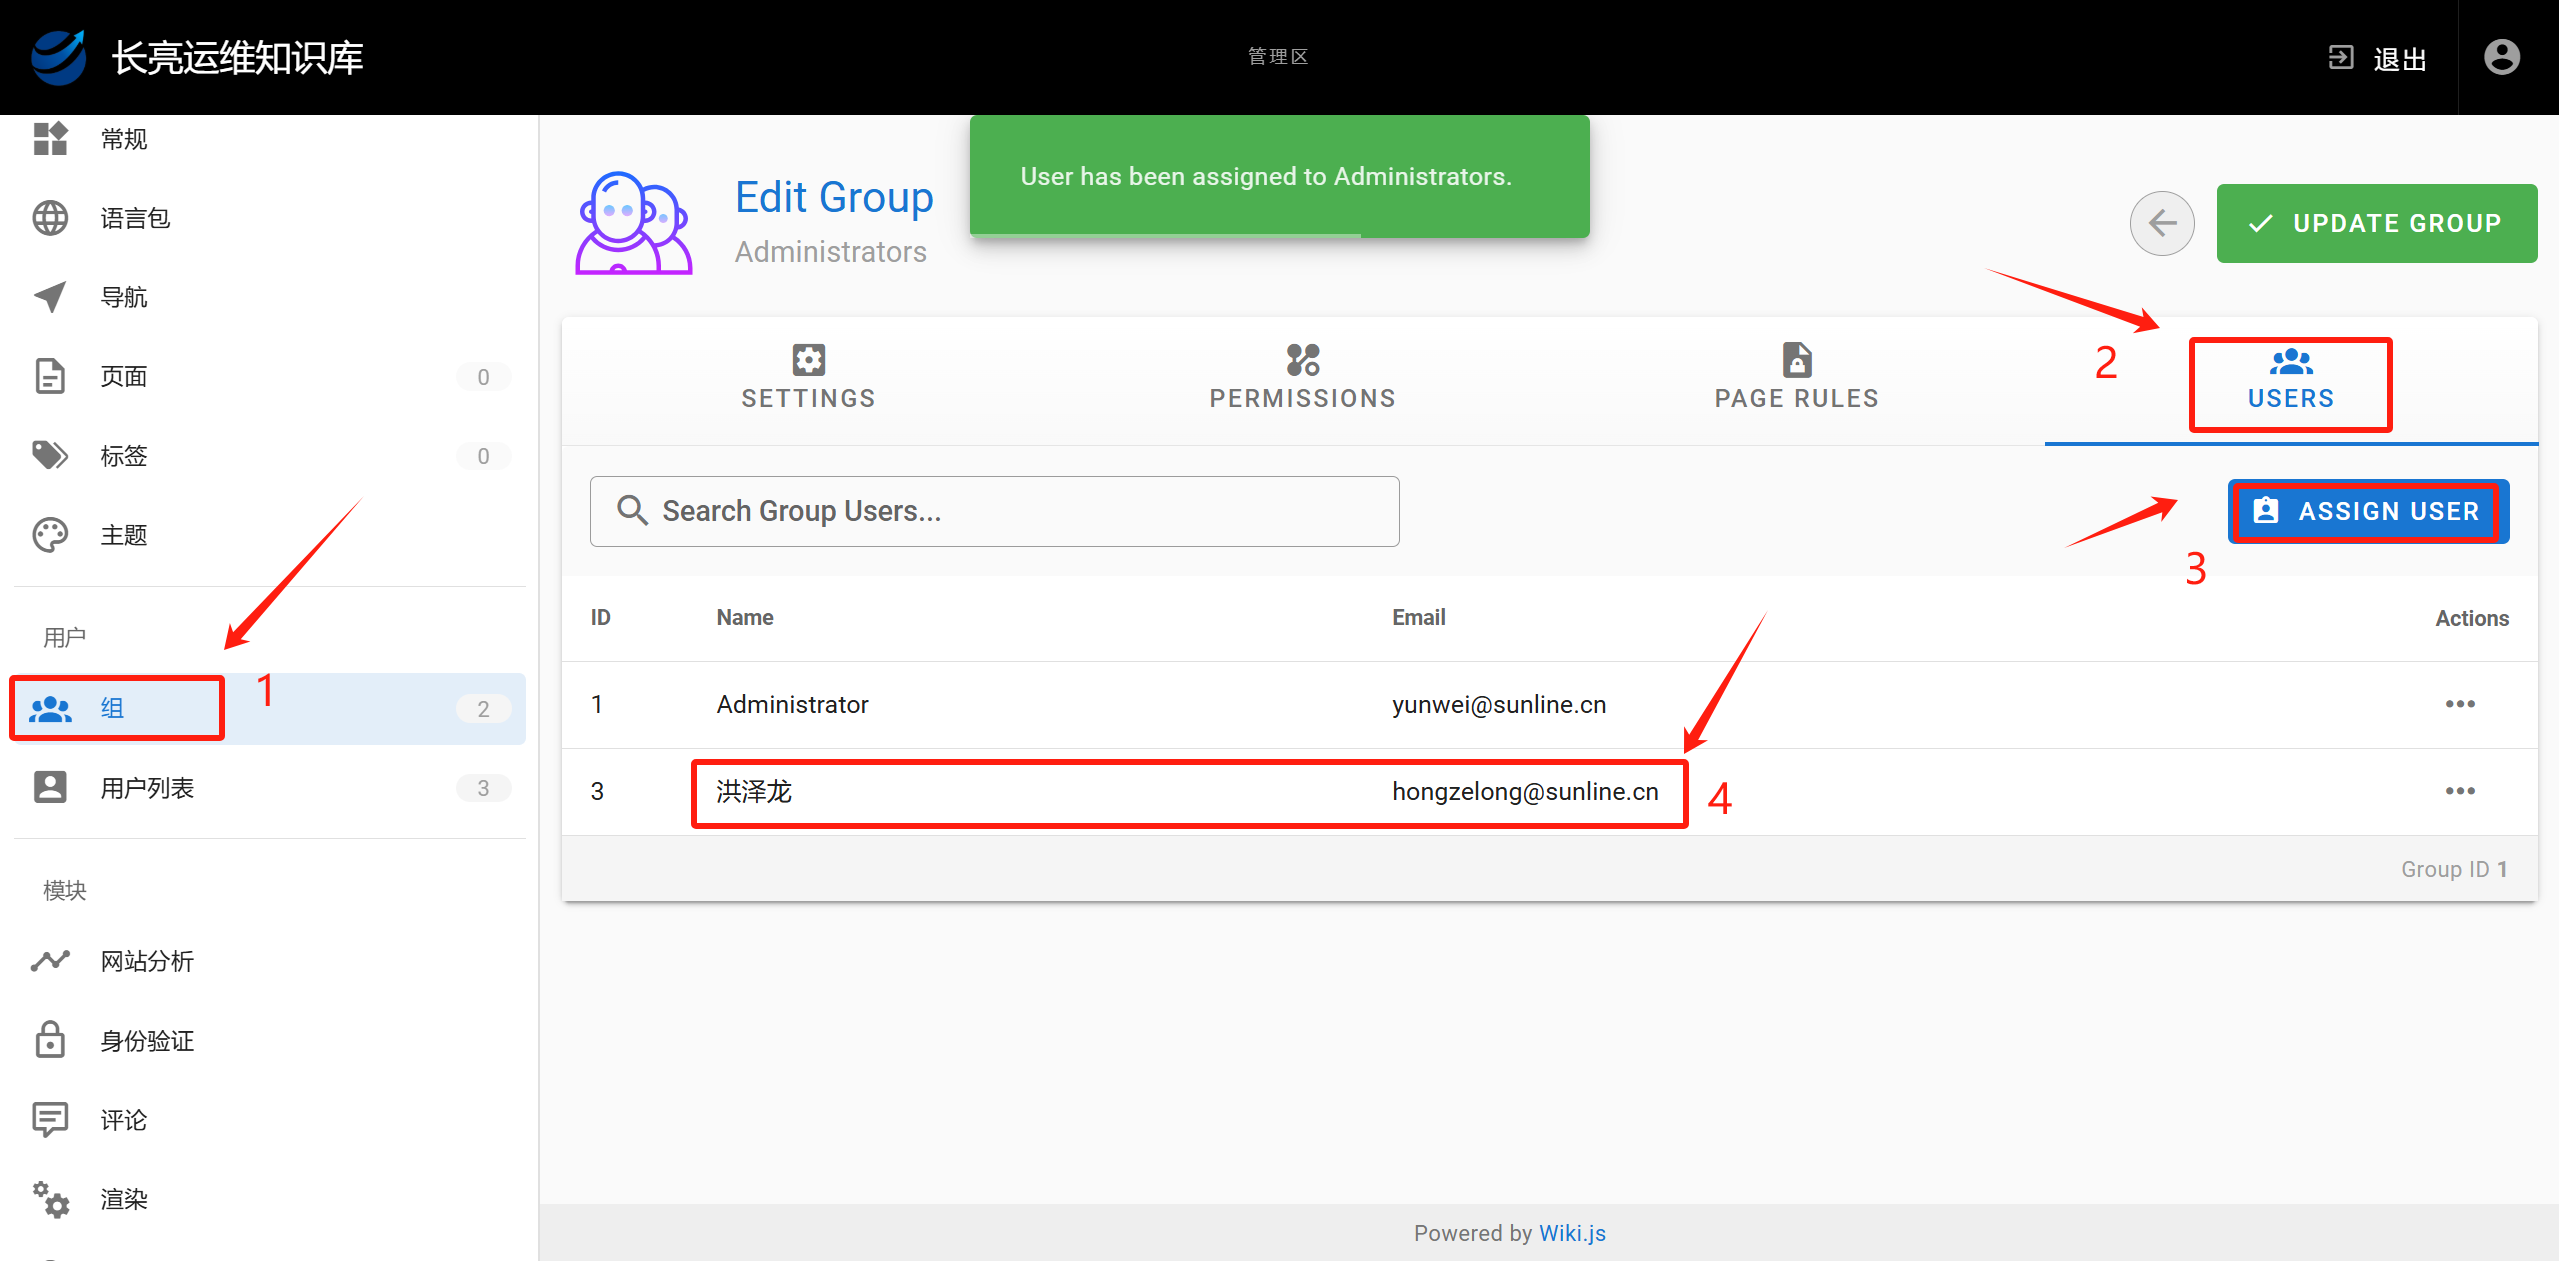 长亮运维知识库
管理区
退出
常规
语言包
导航
页面 0
标签 0
主题
用户
组 2
1
用户列表 3
模块
网站分析
身份验证
评论
渲染
User has been assigned to Administrators.
Edit Group
Administrators
UPDATE GROUP
SETTINGS
PERMISSIONS
PAGE RULES
2
USERS
Search Group Users...
ASSIGN USER
3
ID Name Email Actions
1 Administrator yunwei@sunline.cn
3 洪泽龙 hongzelong@sunline.cn
4
Group ID 1
Powered by Wiki.js